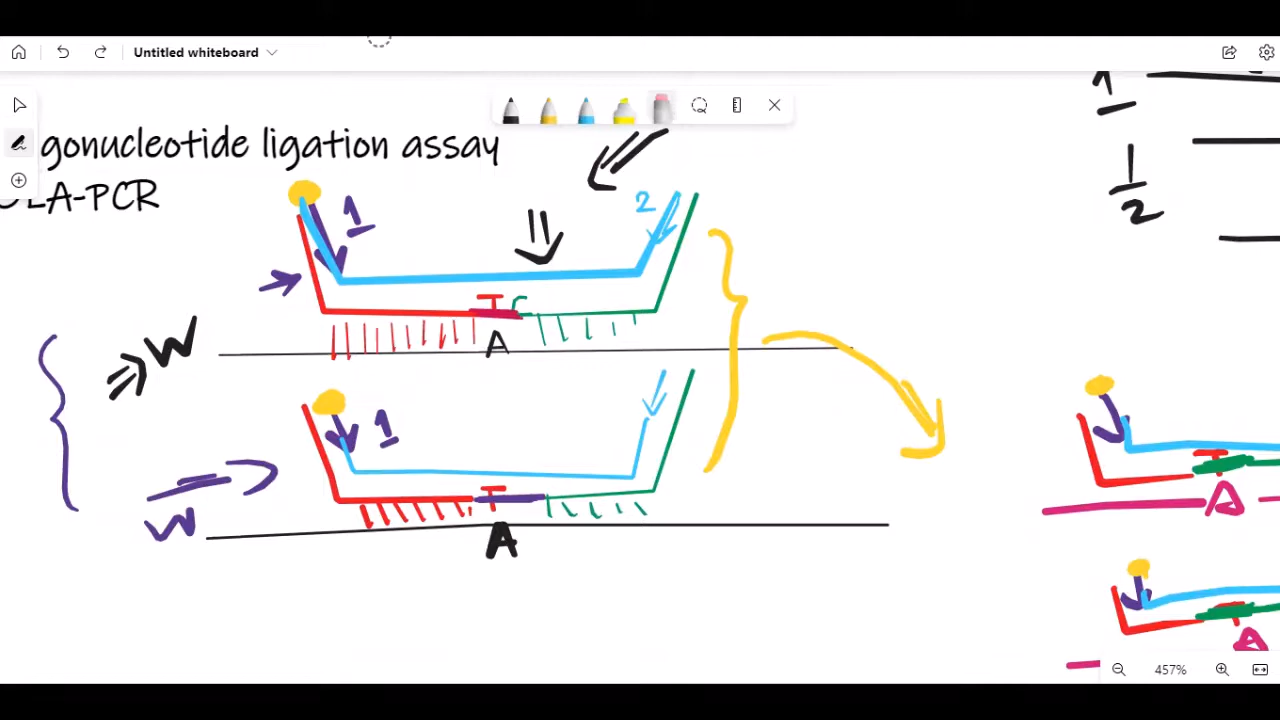 Untitled whiteboard
gonucleotide ligation assay
LA-PCR
1
2
T C
A
W
1
T
A
W
1
1
2
T
A
T
A
457%